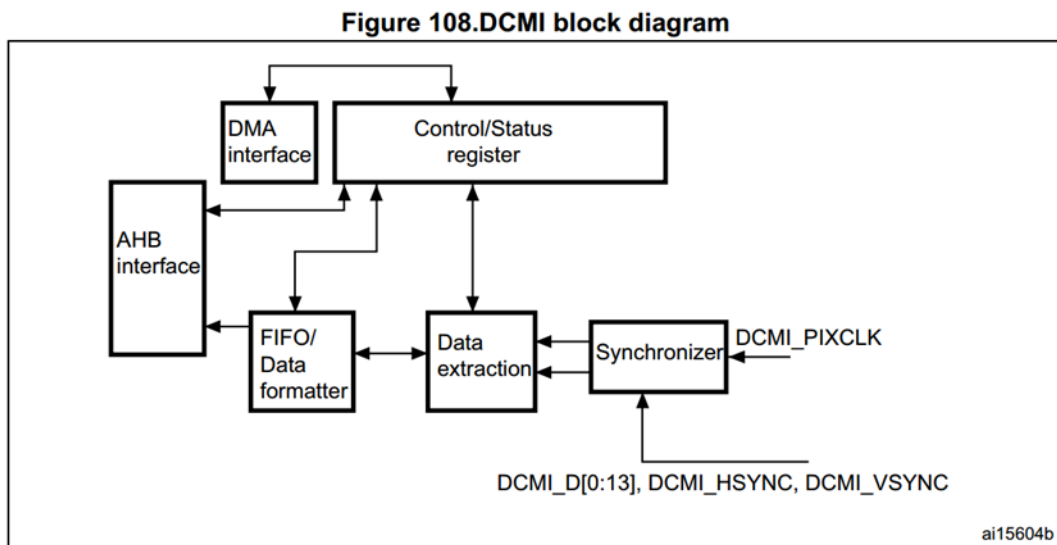 Figure 108.DCMI block diagram
DMA
interface
Control/Status
register
AHB
interface
FIFO/
Data
formatter
Data
extraction
Synchronizer
DCMI_PIXCLK
DCMI_D[0:13], DCMI_HSYNC, DCMI_VSYNC
ai15604b